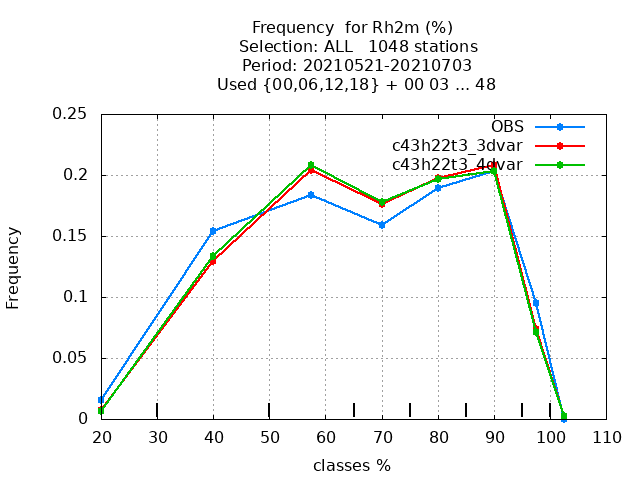 Frequency  for Rh2m (%)
Selection: ALL   1048 stations
Period: 20210521-20210703
Used {00,06,12,18} + 00 03 ... 48
0.25
0.2
0.15
0.1
0.05
0
Frequency
OBS
c43h22t3_3dvar
c43h22t3_4dvar
20 30 40 50 60 70 80 90 100 110
classes %